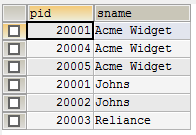 pid sname
20001 Acme Widget
20004 Acme Widget
20005 Acme Widget
20001 Johns
20002 Johns
20003 Reliance